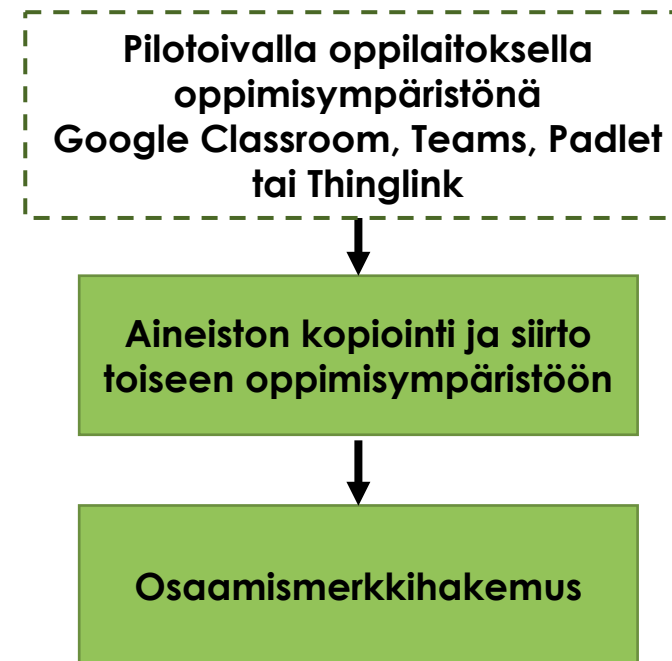 Pilotoivalla oppilaitoksella
oppimisympäristönä
Google Classroom, Teams, Padlet
tai Thinglink
Aineiston kopiointi ja siirto
toiseen oppimisympäristöön
Osaamismerkkihakemus